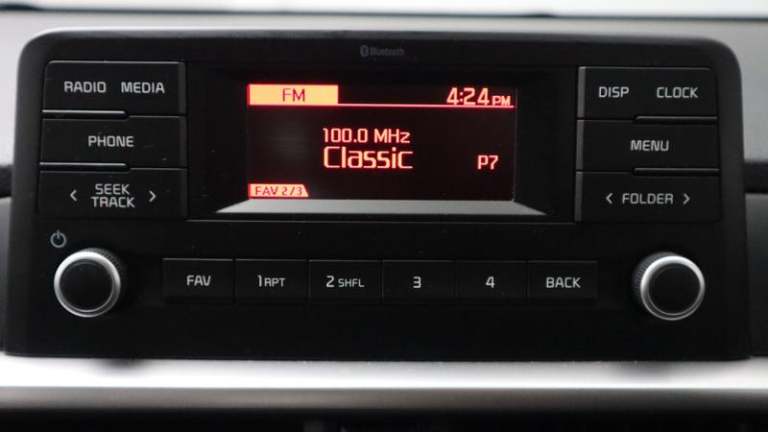 Bluetooth
RADIO MEDIA
FM 4:24 PM
DISP CLOCK
PHONE
100.0 MHz
MENU
Classic P7
< SEEK TRACK >
FAV 2/3
< FOLDER >
FAV 1 RPT 2 SHFL 3 4 BACK